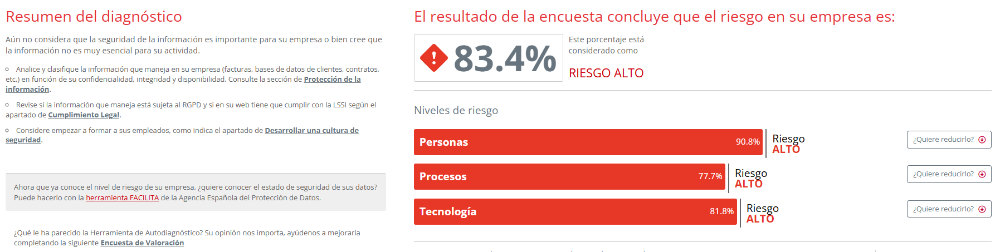 Resumen del diagnóstico
Aún no considera que la seguridad de la información es importante para su empresa o bien cree que
la información no es muy esencial para su actividad.
Analice y clasifique la información que maneja en su empresa (facturas, bases de datos de clientes, contratos,
etc.) en función de su confidencialidad, integridad y disponibilidad. Consulte la sección de Protección de la
información.
Revise si la información que maneja está sujeta al RGPD y si en su web tiene que cumplir con la LSSI según el
apartado de Cumplimiento Legal.
Considere empezar a formar a sus empleados, como indica el apartado de Desarrollar una cultura de
seguridad.
Ahora que ya conoce el nivel de riesgo de su empresa, ¿quiere conocer el estado de seguridad de sus datos?
Puede hacerlo con la herramienta FACILITA de la Agencia Española del Protección de Datos.
¿Qué le ha parecido la Herramienta de Autodiagnóstico? Su opinión nos importa, ayúdenos a mejorarla
completando la siguiente Encuesta de Valoración
El resultado de la encuesta concluye que el riesgo en su empresa es:
83.4%
Este porcentaje está
considerado como
RIESGO ALTO
Niveles de riesgo
Personas 90.8% Riesgo
ALTO
¿Quiere reducirlo?
Procesos 77.7% Riesgo
ALTO
¿Quiere reducirlo?
Tecnología 81.8% Riesgo
ALTO
¿Quiere reducirlo?